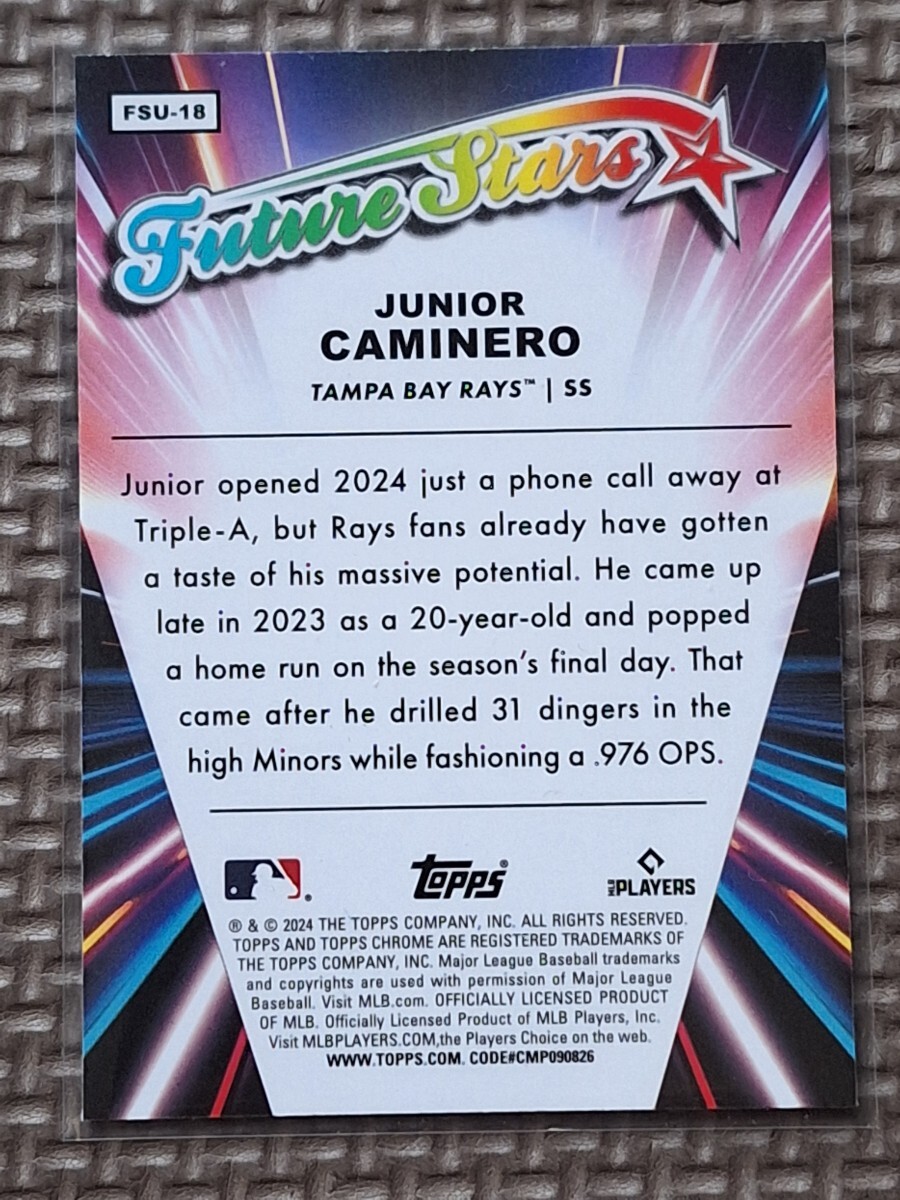 FSU-18
Future Stars
JUNIOR
CAMINERO
TAMPA BAY RAYS™ | SS
Junior opened 2024 just a phone call away at
Triple-A, but Rays fans already have gotten
a taste of his massive potential. He came up
late in 2023 as a 20-year-old and popped
a home run on the season's final day. That
came after he drilled 31 dingers in the
high Minors while fashioning a .976 OPS.
topps®
MLB PLAYERS
® & © 2024 THE TOPPS COMPANY, INC. ALL RIGHTS RESERVED.
TOPPS AND TOPPS CHROME ARE REGISTERED TRADEMARKS OF
THE TOPPS COMPANY, INC. Major League Baseball trademarks
and copyrights are used with permission of Major League
Baseball. Visit MLB.com. OFFICIALLY LICENSED PRODUCT
OF MLB. Officially Licensed Product of MLB Players, Inc.
Visit MLBPLAYERS.COM,the Players Choice on the web.
WWW.TOPPS.COM. CODE#CMP090826